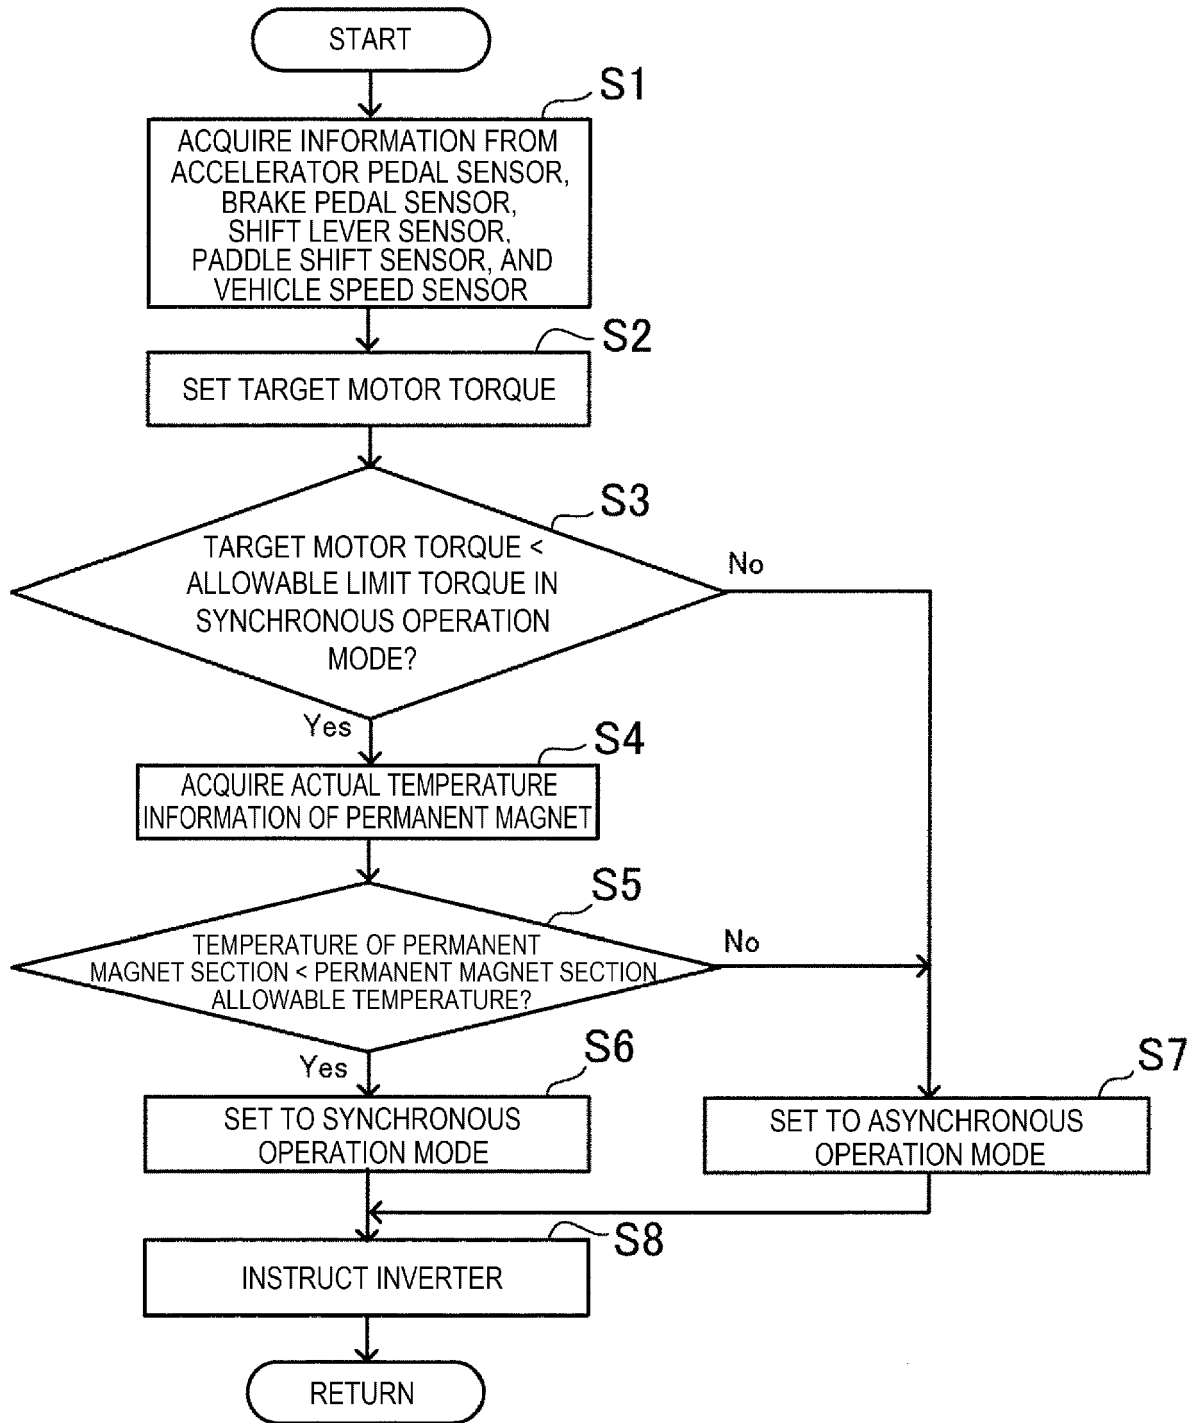 START
S1
ACQUIRE INFORMATION FROM
ACCELERATOR PEDAL SENSOR,
BRAKE PEDAL SENSOR,
SHIFT LEVER SENSOR,
PADDLE SHIFT SENSOR, AND
VEHICLE SPEED SENSOR
S2
SET TARGET MOTOR TORQUE
S3
TARGET MOTOR TORQUE <
ALLOWABLE LIMIT TORQUE IN
SYNCHRONOUS OPERATION
MODE?
No
Yes
S4
ACQUIRE ACTUAL TEMPERATURE
INFORMATION OF PERMANENT MAGNET
S5
TEMPERATURE OF PERMANENT
MAGNET SECTION < PERMANENT MAGNET SECTION
ALLOWABLE TEMPERATURE?
No
Yes
S6
SET TO SYNCHRONOUS
OPERATION MODE
S7
SET TO ASYNCHRONOUS
OPERATION MODE
S8
INSTRUCT INVERTER
RETURN